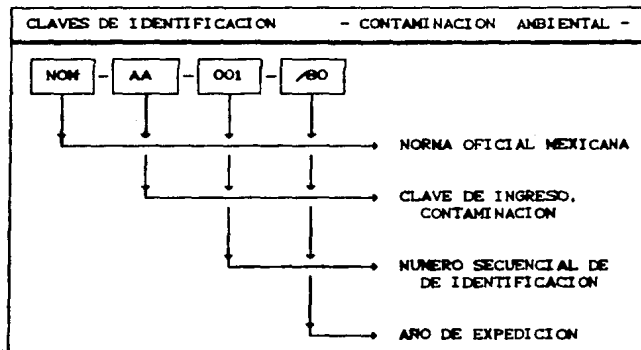 CLAVES DE IDENTIFICACION - CONTAMINACION AMBIENTAL -
NOM - AA - 001 - /80
NORMA OFICIAL MEXICANA
CLAVE DE INGRESO.
CONTAMINACION
NUMERO SECUENCIAL DE
DE IDENTIFICACION
AÑO DE EXPEDICION